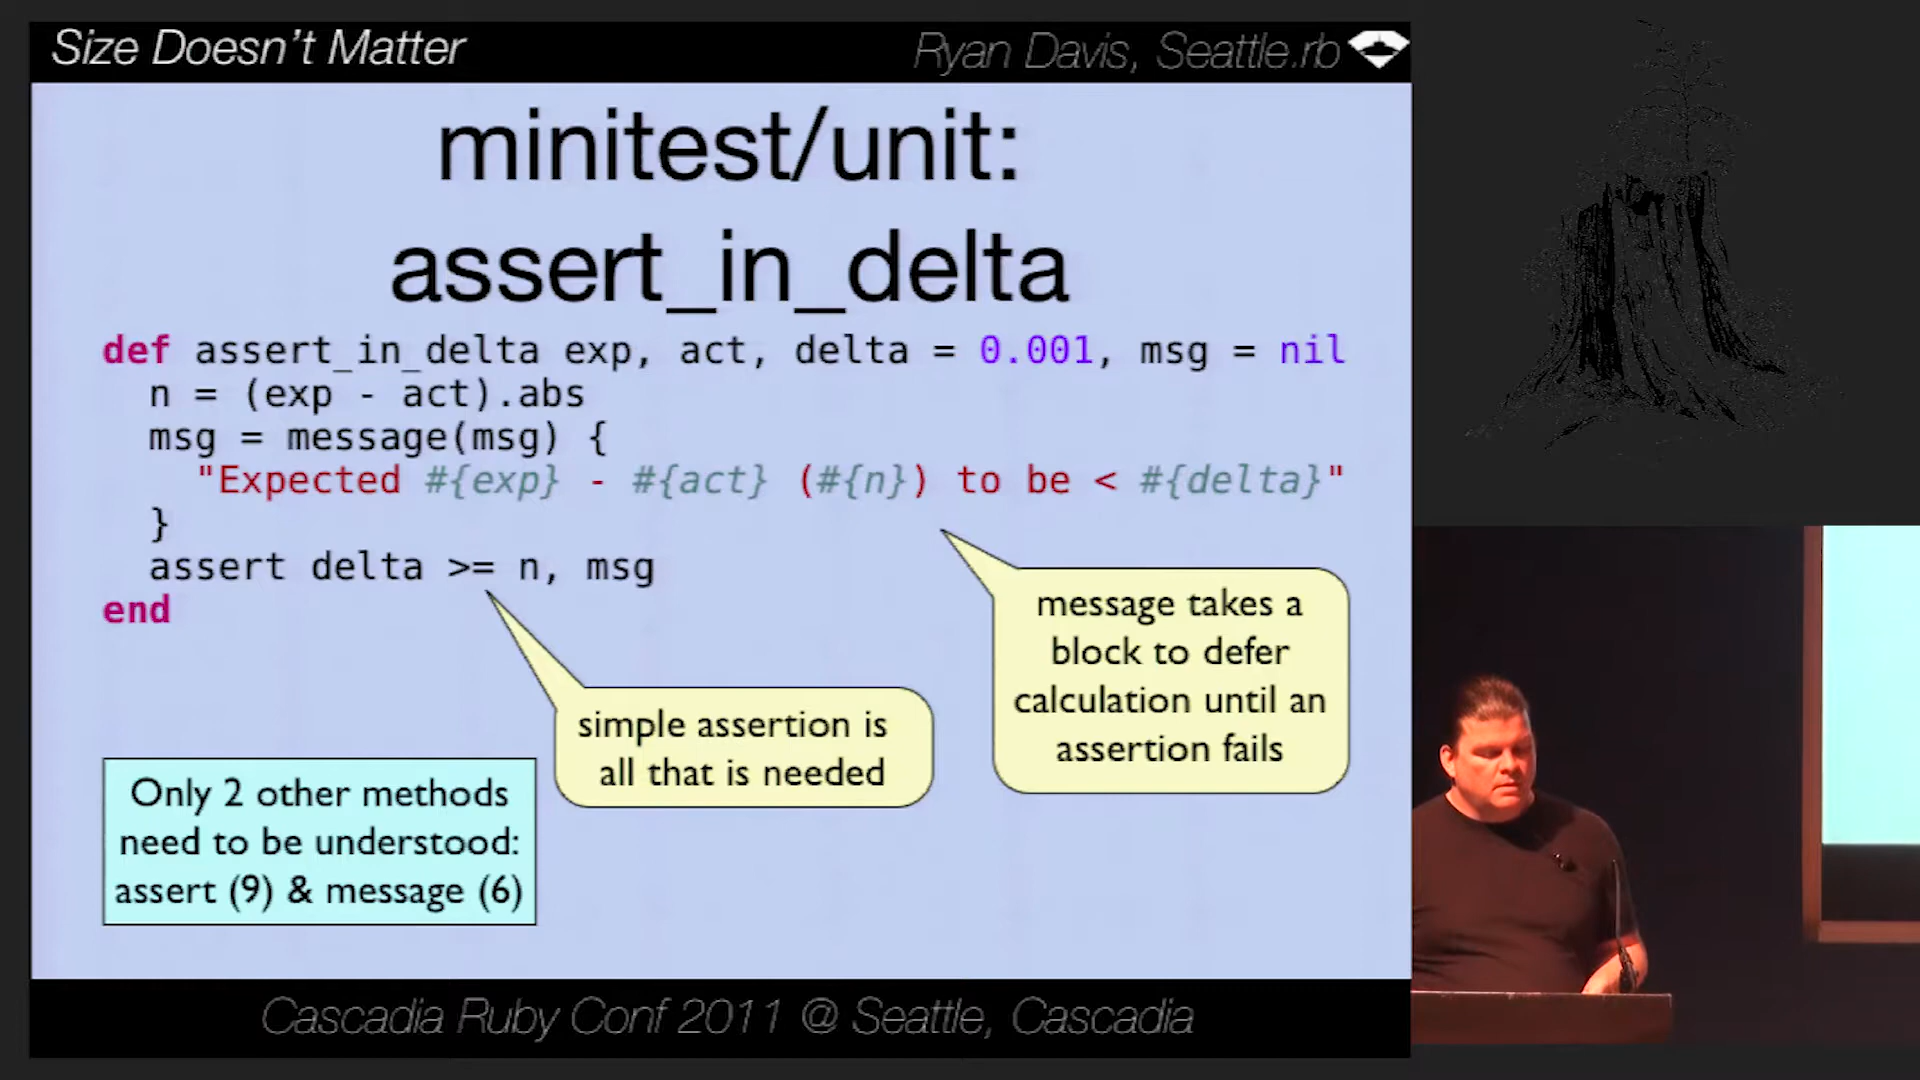 Size Doesn't Matter
Ryan Davis, Seattle.rb
minitest/unit:
assert_in_delta
def assert_in_delta exp, act, delta = 0.001, msg = nil
  n = (exp - act).abs
  msg = message(msg) {
    "Expected #{exp} - #{act} (#{n}) to be < #{delta}"
  }
  assert delta >= n, msg
end
message takes a
block to defer
calculation until an
assertion fails
simple assertion is
all that is needed
Only 2 other methods
need to be understood:
assert (9) & message (6)
Cascadia Ruby Conf 2011 @ Seattle, Cascadia